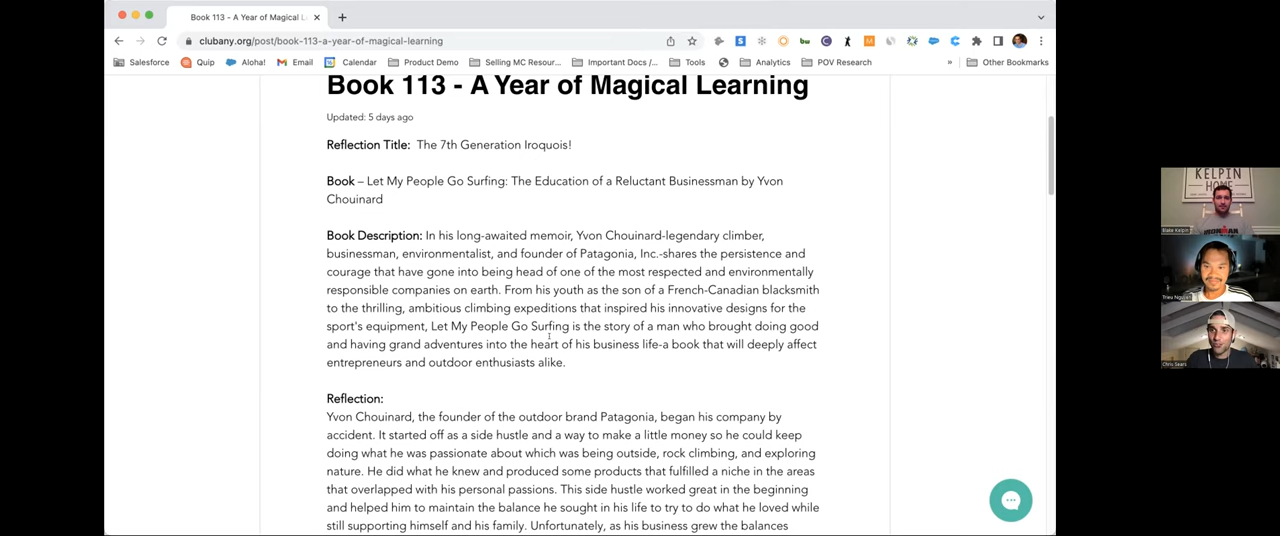 Book 113 - A Year of Magical L
clubany.org/post/book-113-a-year-of-magical-learning
Salesforce Quip Aloha! Email Calendar Product Demo Selling MC Resour... Important Docs /... Tools Analytics POV Research » Other Bookmarks
Book 113 - A Year of Magical Learning
Updated: 5 days ago
Reflection Title: The 7th Generation Iroquois!
Book – Let My People Go Surfing: The Education of a Reluctant Businessman by Yvon
Chouinard
Book Description: In his long-awaited memoir, Yvon Chouinard-legendary climber,
businessman, environmentalist, and founder of Patagonia, Inc.-shares the persistence and
courage that have gone into being head of one of the most respected and environmentally
responsible companies on earth. From his youth as the son of a French-Canadian blacksmith
to the thrilling, ambitious climbing expeditions that inspired his innovative designs for the
sport's equipment, Let My People Go Surfing is the story of a man who brought doing good
and having grand adventures into the heart of his business life-a book that will deeply affect
entrepreneurs and outdoor enthusiasts alike.
Reflection:
Yvon Chouinard, the founder of the outdoor brand Patagonia, began his company by
accident. It started off as a side hustle and a way to make a little money so he could keep
doing what he was passionate about which was being outside, rock climbing, and exploring
nature. He did what he knew and produced some products that fulfilled a niche in the areas
that overlapped with his personal passions. This side hustle worked great in the beginning
and helped him to maintain the balance he sought in his life to try to do what he loved while
still supporting himself and his family. Unfortunately, as his business grew the balances
KELPIN
HOME
IRONMAN
Blake Kelpin
Trieu Nguyen
Chris Sears